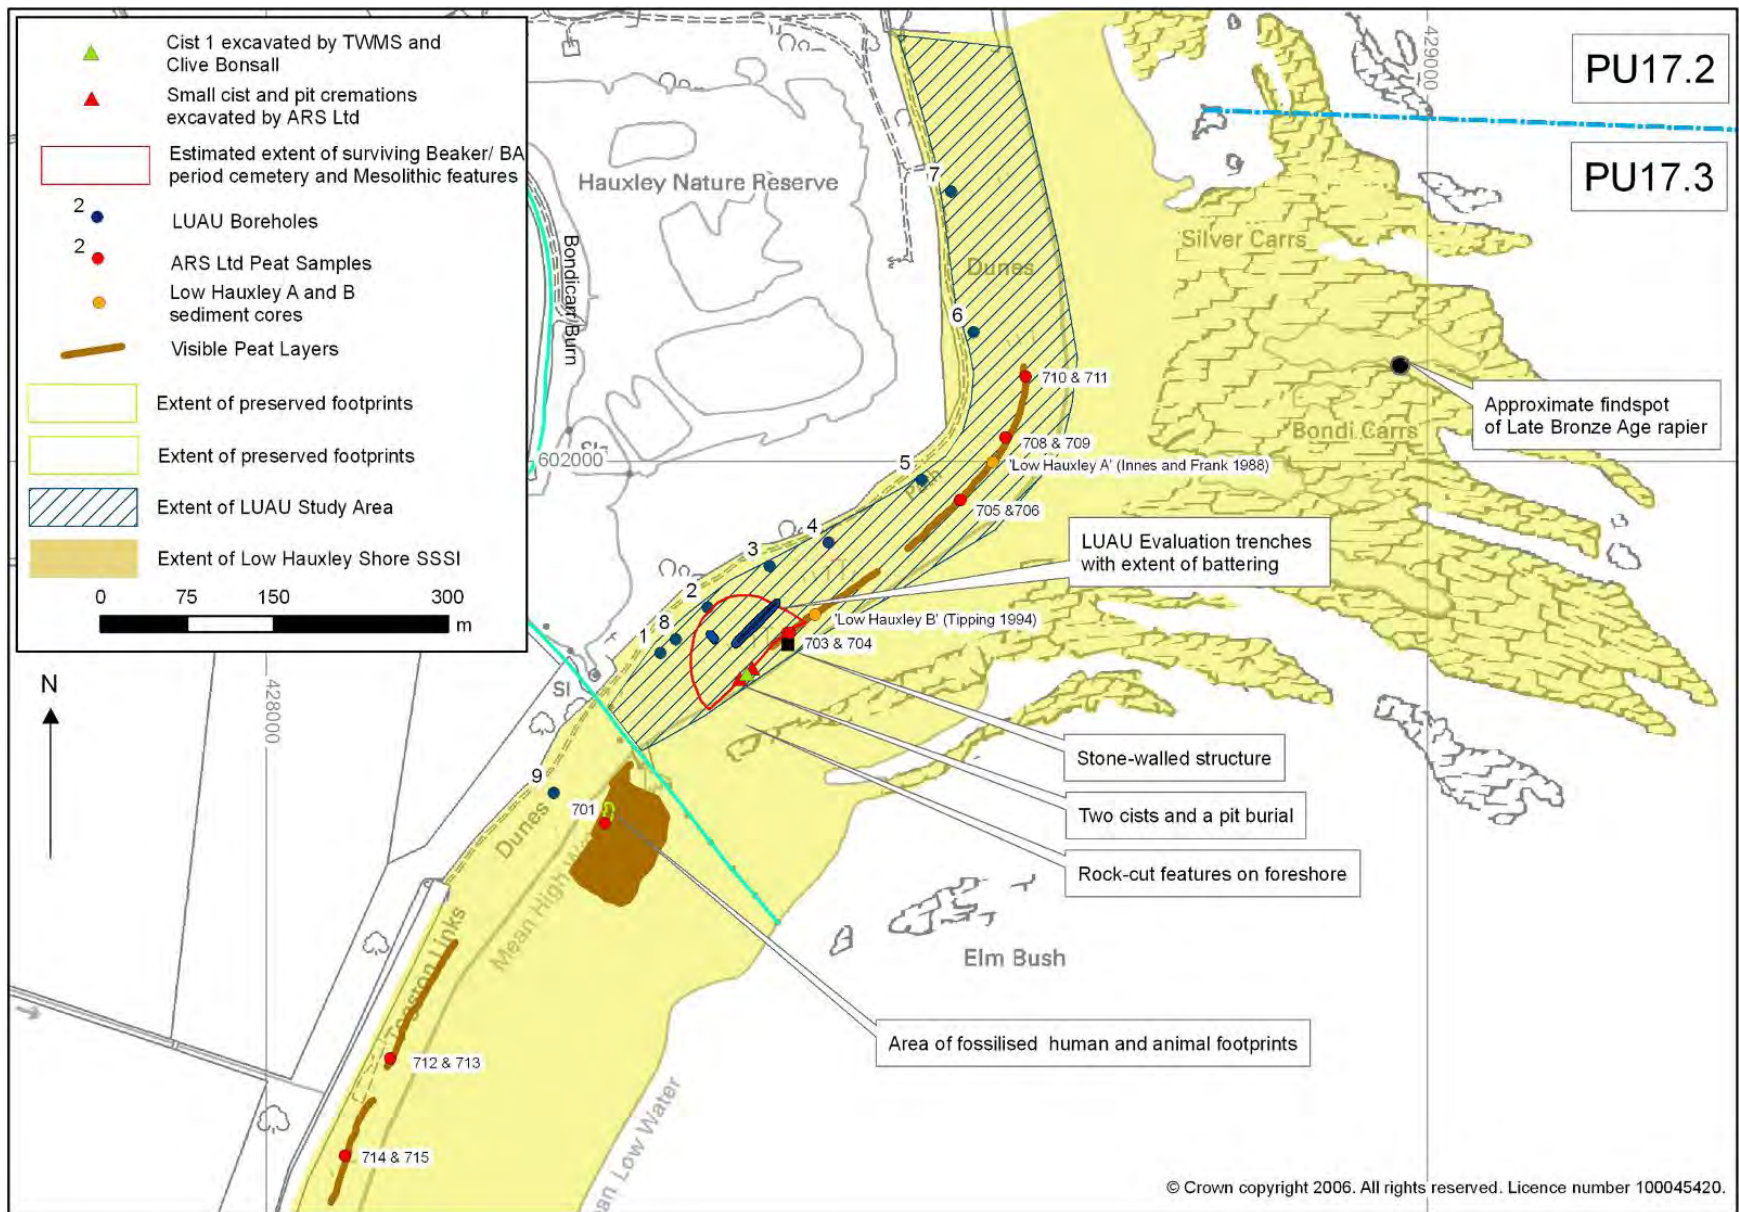 Cist 1 excavated by TWMS and
Clive Bonsall
Small cist and pit cremations
excavated by ARS Ltd
Estimated extent of surviving Beaker/ BA
period cemetery and Mesolithic features
2
LUAU Boreholes
2
ARS Ltd Peat Samples
Low Hauxley A and B
sediment cores
Visible Peat Layers
Extent of preserved footprints
Extent of preserved footprints
Extent of LUAU Study Area
Extent of Low Hauxley Shore SSSI
0 75 150 300
m
N
PU17.2
PU17.3
429000
428000
602000
Hauxley Nature Reserve
Bondicarr Burn
Silver Carrs
Dunes
Bondi Carrs
7
6
5
4
3
2
8
1
9
Path
710 & 711
708 & 709
'Low Hauxley A' (Innes and Frank 1988)
705 &706
Approximate findspot
of Late Bronze Age rapier
LUAU Evaluation trenches
with extent of battering
'Low Hauxley B' (Tipping 1994)
703 & 704
Sl
Stone-walled structure
Two cists and a pit burial
Rock-cut features on foreshore
701
Dunes
Mean High W
Elm Bush
Togston Links
Area of fossilised human and animal footprints
712 & 713
714 & 715
an Low Water
© Crown copyright 2006. All rights reserved. Licence number 100045420.